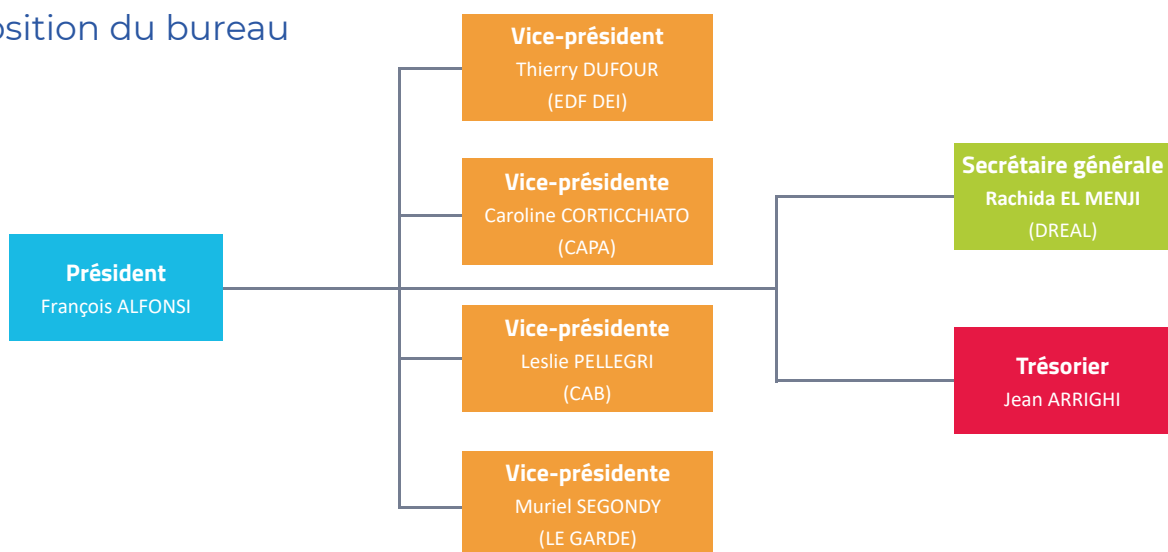 osition du bureau
Vice-président
Thierry DUFOUR
(EDF DEI)
Vice-présidente
Caroline CORTICCHIATO
(CAPA)
Secrétaire générale
Rachida EL MENJI
(DREAL)
Président
François ALFONSI
Vice-présidente
Leslie PELLEGRI
(CAB)
Trésorier
Jean ARRIGHI
Vice-présidente
Muriel SEGONDY
(LE GARDE)